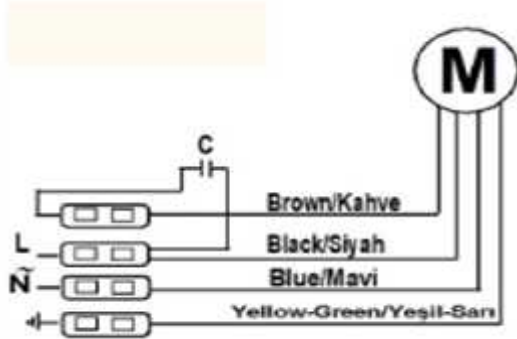 M
C
Brown/Kahve
L
Black/Siyah
Ñ
Blue/Mavi
Yellow-Green/Yeşil-Sarı